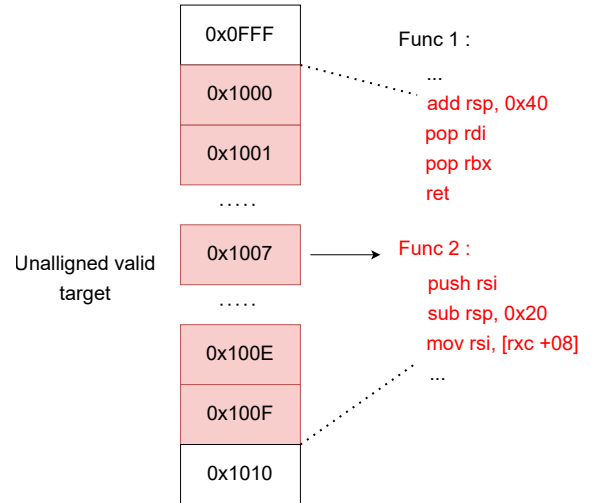 0x0FFF
0x1000
0x1001
.....
0x1007
.....
0x100E
0x100F
0x1010
Unalligned valid
target
Func 1 :
...
add rsp, 0x40
pop rdi
pop rbx
ret
Func 2 :
push rsi
sub rsp, 0x20
mov rsi, [rxc +08]
...